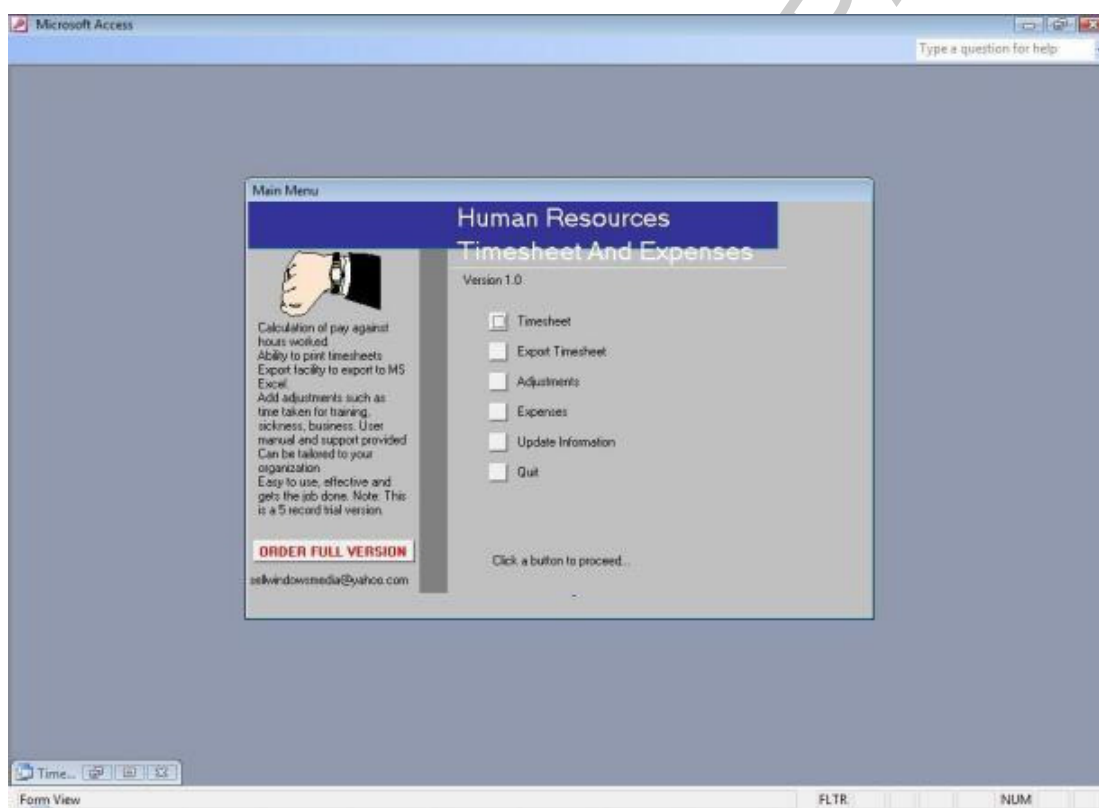 Microsoft Access
Type a question for help
Main Menu
Human Resources
Timesheet And Expenses
Version 1.0
Calculation of pay against
hours worked
Ability to print timesheets
Export facility to export to MS
Excel.
Add adjustments such as
time taken for training,
sickness, business. User
manual and support provided
Can be tailored to your
organization
Easy to use, effective and
gets the job done. Note: This
is a 5 record trial version.
ORDER FULL VERSION
sellwindowsmedia@yahoo.com
Timesheet
Export Timesheet
Adjustments
Expenses
Update Information
Quit
Click a button to proceed...
Time...
Form View
FLTR
NUM